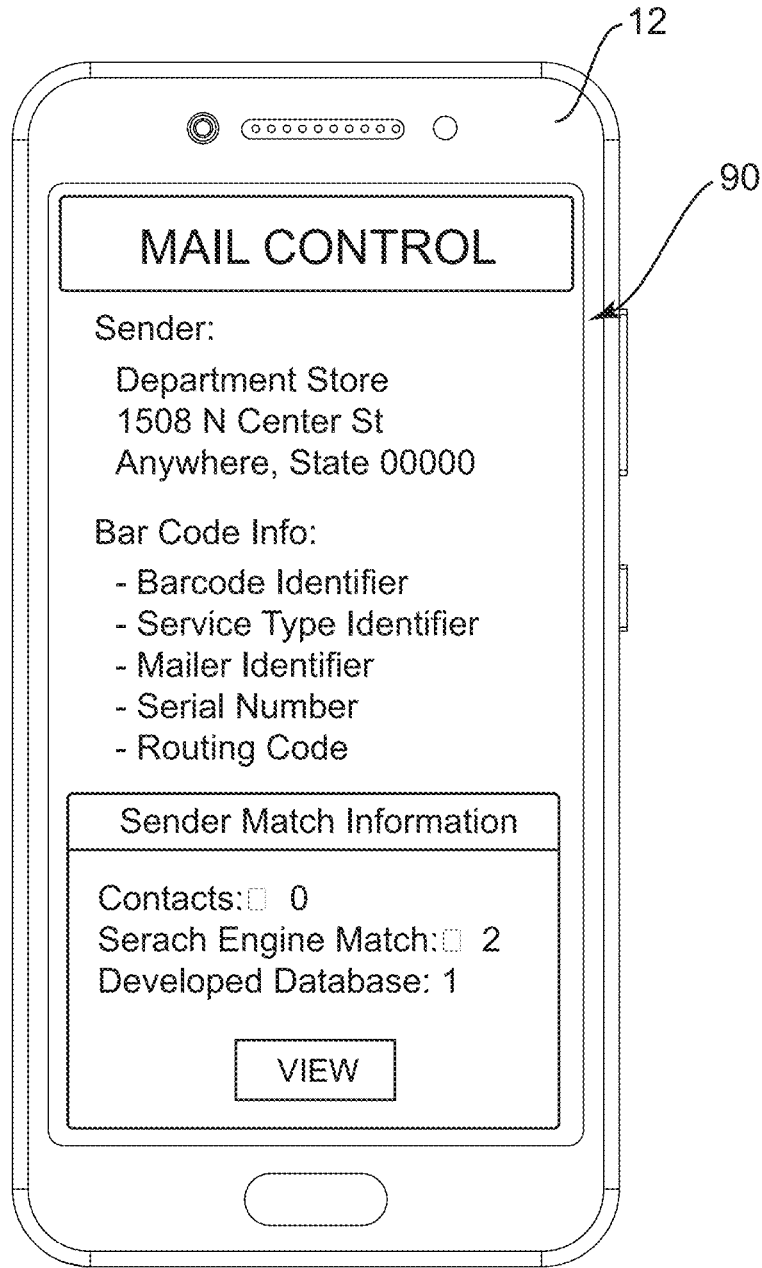 12
90
MAIL CONTROL
Sender:
Department Store
1508 N Center St
Anywhere, State 00000
Bar Code Info:
- Barcode Identifier
- Service Type Identifier
- Mailer Identifier
- Serial Number
- Routing Code
Sender Match Information
Contacts: 0
Serach Engine Match: 2
Developed Database: 1
VIEW